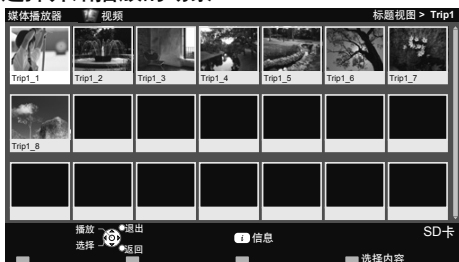 媒体播放器 视频 标题视图 > Trip1
Trip1_1 Trip1_2 Trip1_3 Trip1_4 Trip1_5 Trip1_6 Trip1_7
Trip1_8
播放 退出
选择 返回
i 信息
SD卡
选择内容